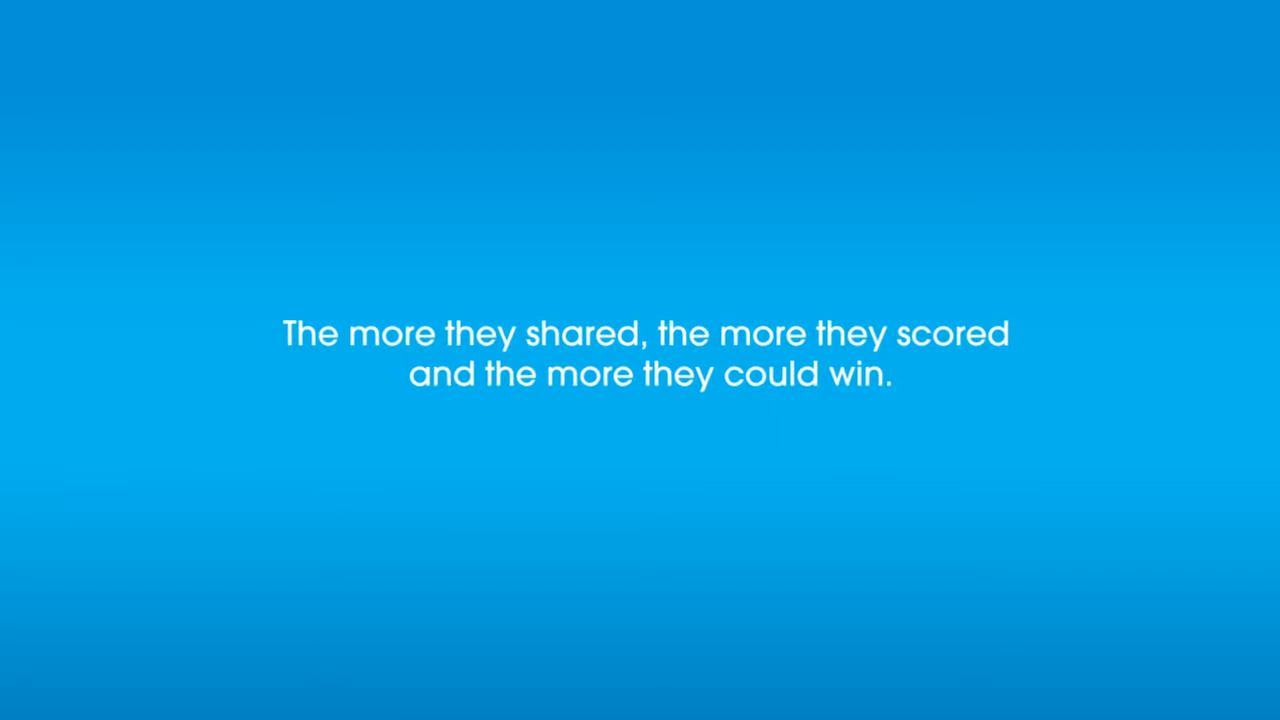 The more they shared, the more they scored
and the more they could win.